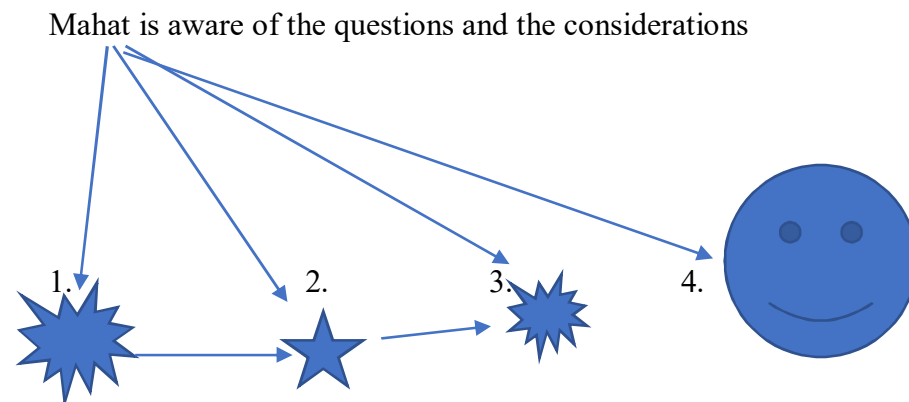 Mahat is aware of the questions and the considerations
1. 2. 3. 4.